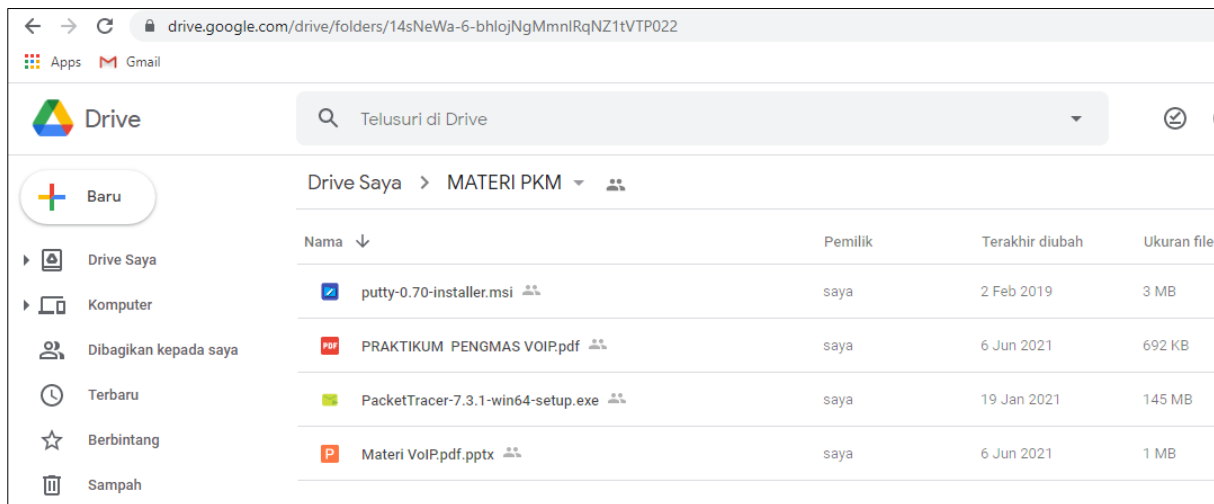 drive.google.com/drive/folders/14sNeWa-6-bhlojNgMmnlRqNZ1tVTP022
Apps Gmail
Drive Telusuri di Drive
Baru Drive Saya > MATERI PKM
Nama Pemilik Terakhir diubah Ukuran file
Drive Saya
putty-0.70-installer.msi saya 2 Feb 2019 3 MB
Komputer
PDF PRAKTIKUM PENGMAS VOIP.pdf saya 6 Jun 2021 692 KB
Dibagikan kepada saya
Terbaru
PacketTracer-7.3.1-win64-setup.exe saya 19 Jan 2021 145 MB
Berbintang
P Materi VoIP.pdf.pptx saya 6 Jun 2021 1 MB
Sampah